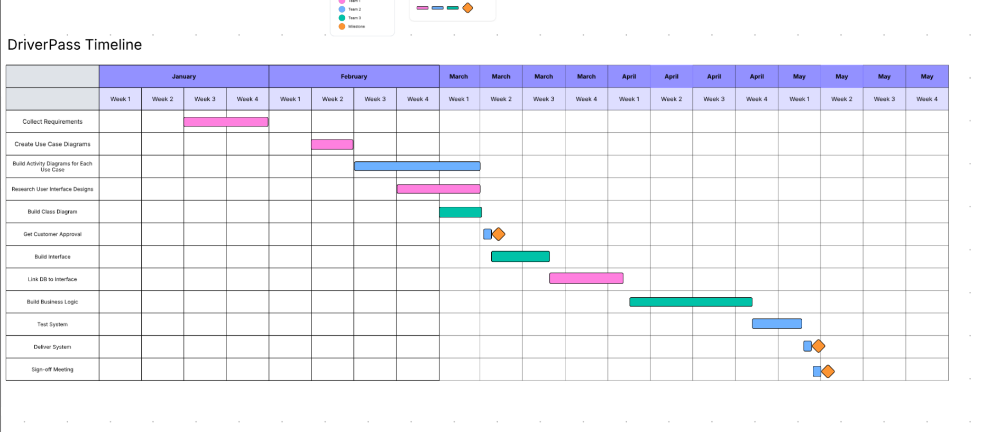 Team 1
Team 2
Team 3
Milestone
DriverPass Timeline
January February March March March March April April April April May May May May
Week 1 Week 2 Week 3 Week 4 Week 1 Week 2 Week 3 Week 4 Week 1 Week 2 Week 3 Week 4 Week 1 Week 2 Week 3 Week 4 Week 1 Week 2 Week 3 Week 4
Collect Requirements
Create Use Case Diagrams
Build Activity Diagrams for Each
Use Case
Research User Interface Designs
Build Class Diagram
Get Customer Approval
Build Interface
Link DB to Interface
Build Business Logic
Test System
Deliver System
Sign-off Meeting